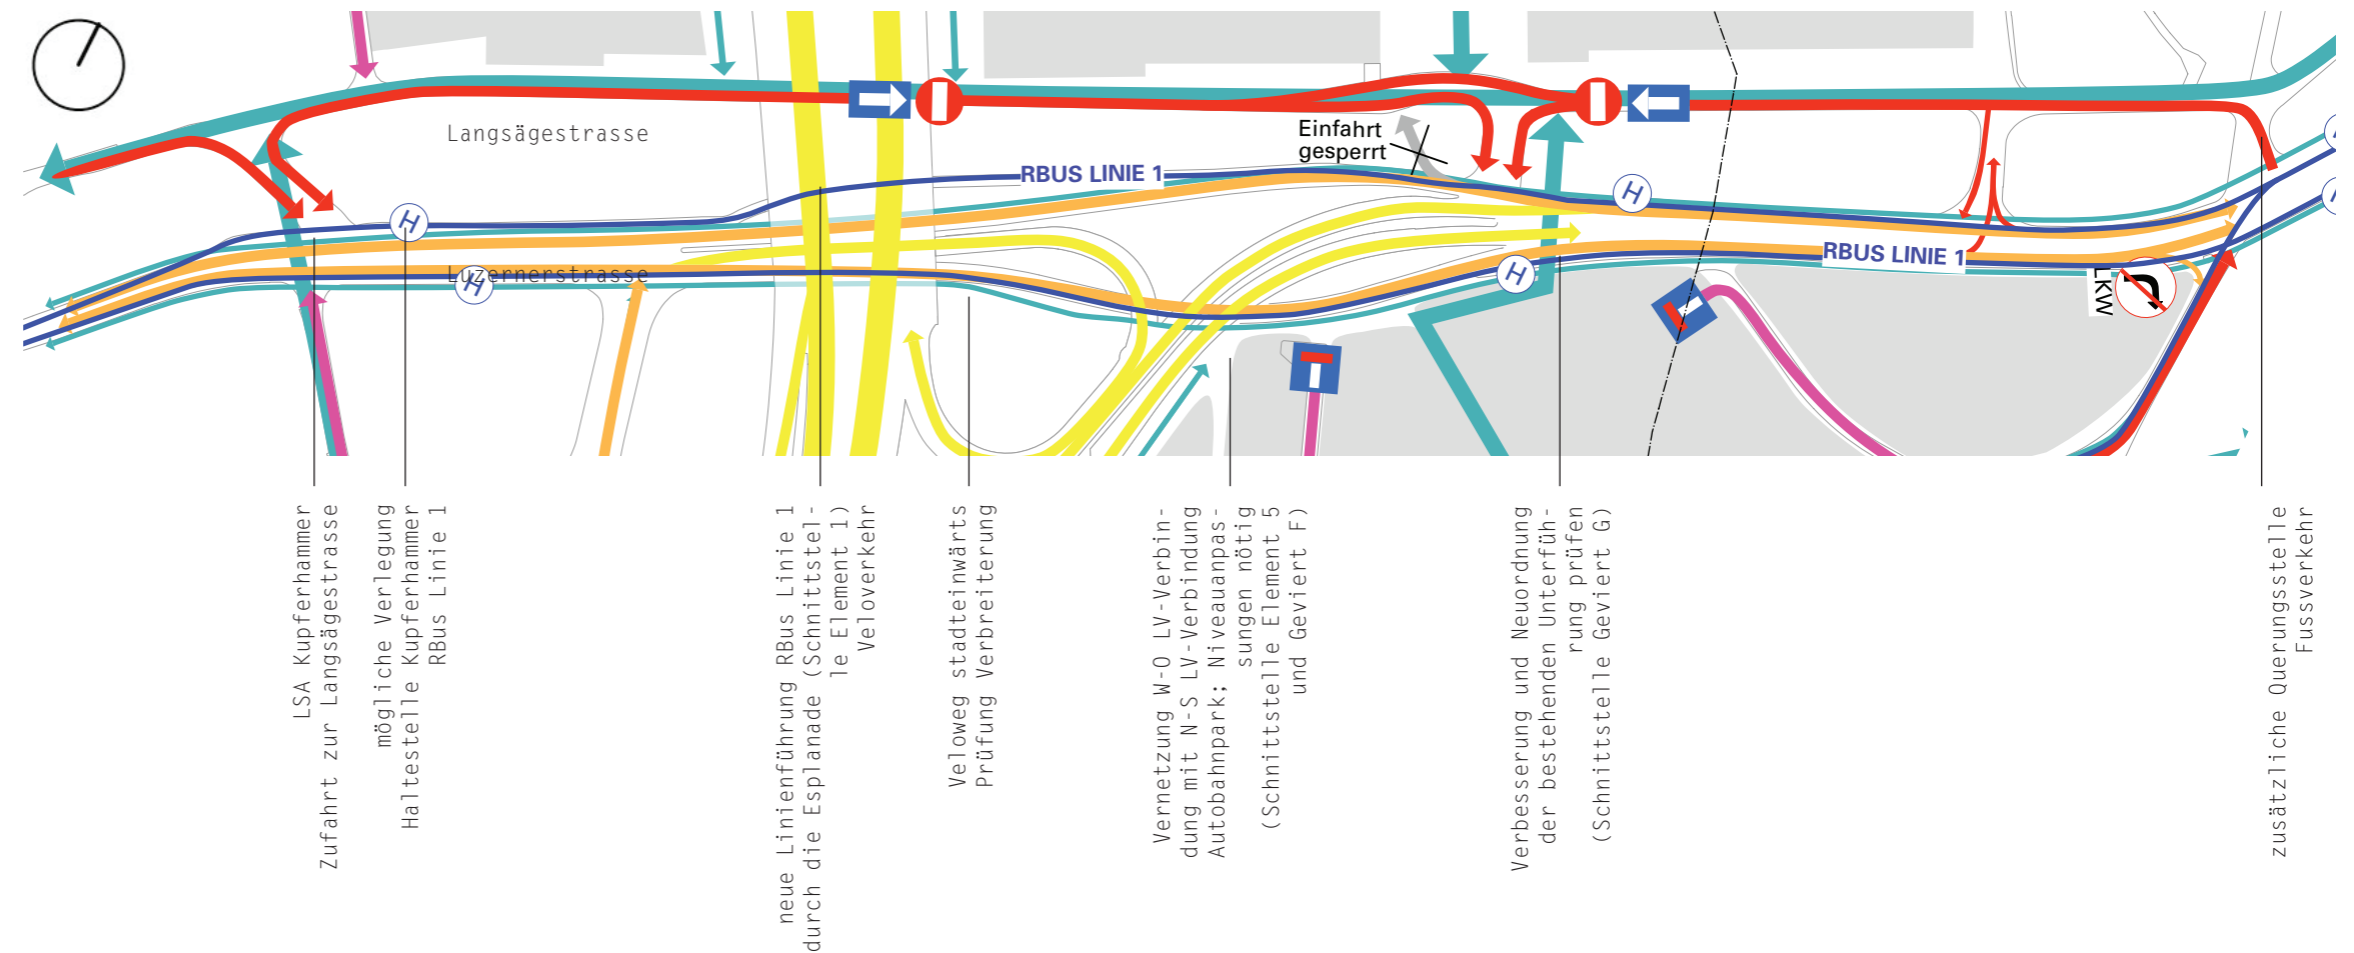 Langsägestrasse
Einfahrt
gesperrt
RBUS LINIE 1
H
H
H
RBUS LINIE 1
Luzernerstrasse
H
H
LKW
LSA Kupferhammer
Zufahrt zur Langsägestrasse
mögliche Verlegung
Haltestelle Kupferhammer
RBus Linie 1
neue Linienführung RBus Linie 1
durch die Esplanade (Schnittstel-
le Element 1)
Veloverkehr
Veloweg stadteinwärts
Prüfung Verbreiterung
Vernetzung W-O LV-Verbin-
dung mit N-S LV-Verbindung
Autobahnpark; Niveauanpas-
sungen nötig
(Schnittstelle Element 5
und Geviert F)
Verbesserung und Neuordnung
der bestehenden Unterfüh-
rung prüfen
(Schnittstelle Geviert G)
zusätzliche Querungsstelle
Fussverkehr